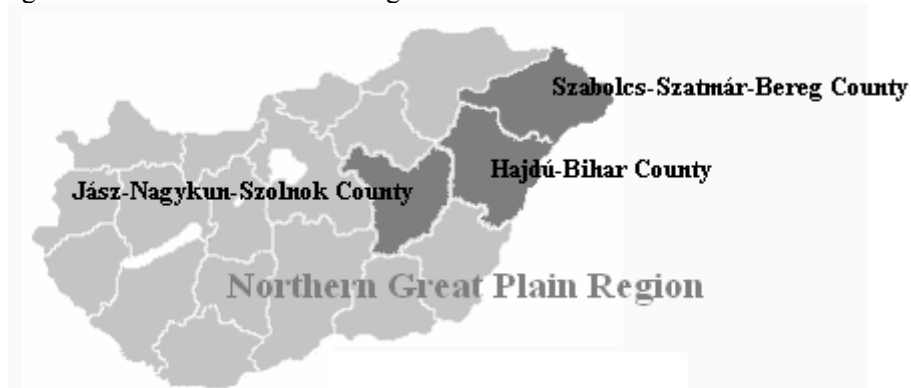 Szabolcs-Szatmár-Bereg County
Hajdú-Bihar County
Jász-Nagykun-Szolnok County
Northern Great Plain Region